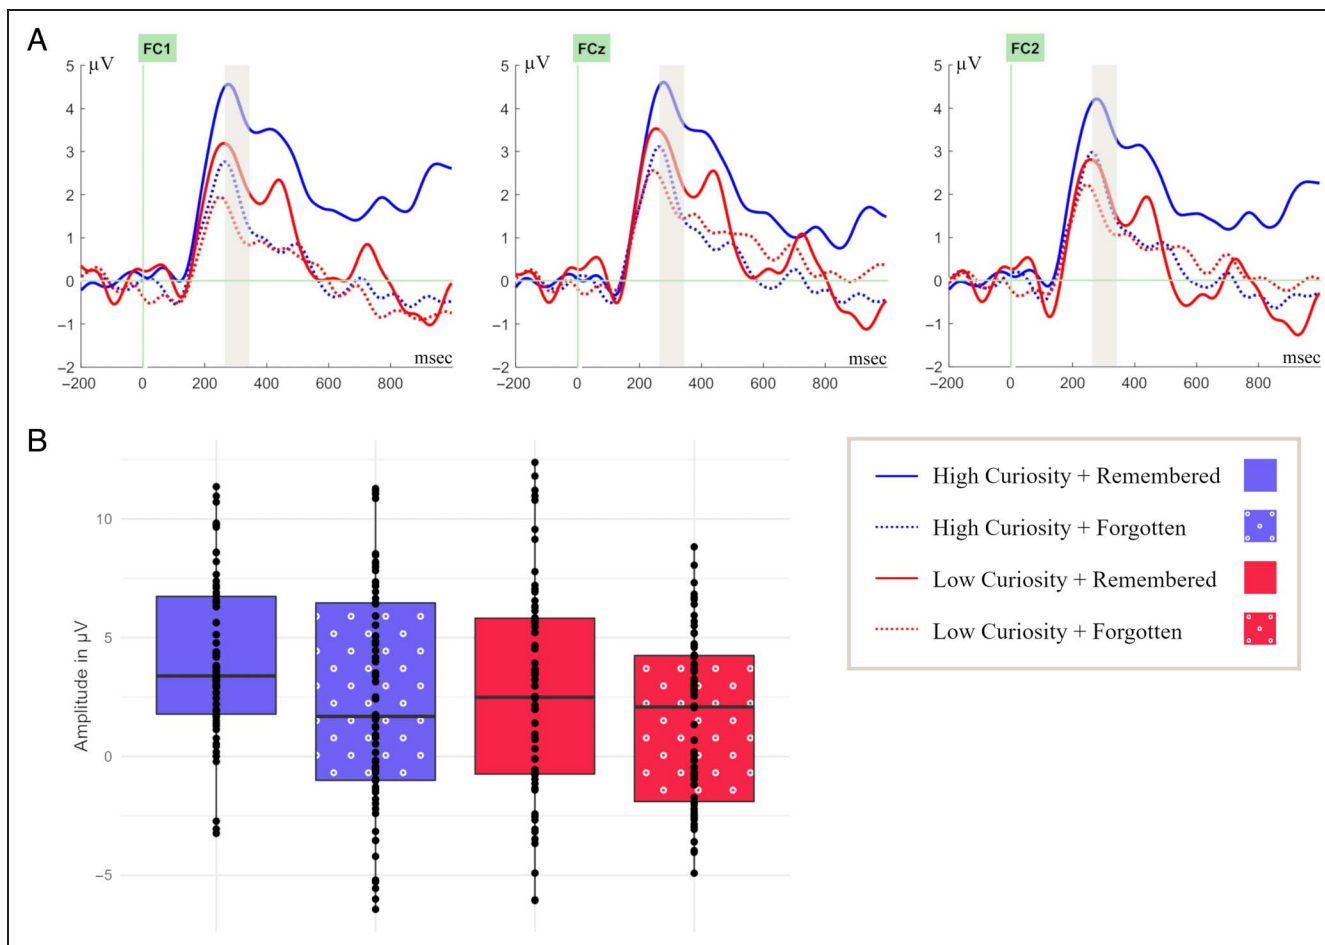 A
FC1
FCz
FC2
5 μV
4
3
2
1
0
−1
−2
msec
−200 0 200 400 600 800
5 μV
4
3
2
1
0
−1
−2
msec
−200 0 200 400 600 800
5 μV
4
3
2
1
0
−1
−2
msec
−200 0 200 400 600 800
B
Amplitude in μV
10
5
0
−5
High Curiosity + Remembered
High Curiosity + Forgotten
Low Curiosity + Remembered
Low Curiosity + Forgotten